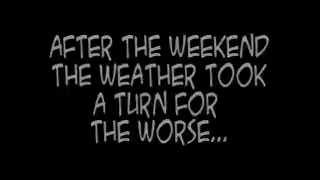 AFTER THE WEEKEND
THE WEATHER TOOK
A TURN FOR
THE WORSE...